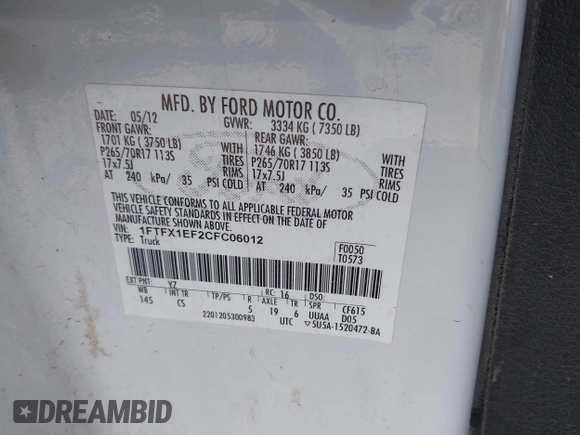 MFD. BY FORD MOTOR CO.
DATE: 05/12 GVWR: 3334 KG ( 7350 LB)
FRONT GAWR: REAR GAWR:
1701 KG ( 3750 LB) 1746 KG ( 3850 LB)
P265/70R17 113S TIRES P265/70R17 113S TIRES
17x7.5J RIMS 17x7.5J RIMS
AT 240 kPa/ 35 PSI COLD AT 240 kPa/ 35 PSI COLD
THIS VEHICLE CONFORMS TO ALL APPLICABLE FEDERAL MOTOR
VEHICLE SAFETY STANDARDS IN EFFECT ON THE DATE OF
MANUFACTURE SHOWN ABOVE.
VIN: 1FTFX1EF2CFC06012 F0050
TYPE: Truck T0573
EXT PNT: YZ RC: 16 DSO:
WB INT TR TP/PS R AXLE TR SPR CF615
145 CS 5 19 6 UUAA D05
2201205300983 UTC 5U5A-1520472-BA
Ford
DREAMBID